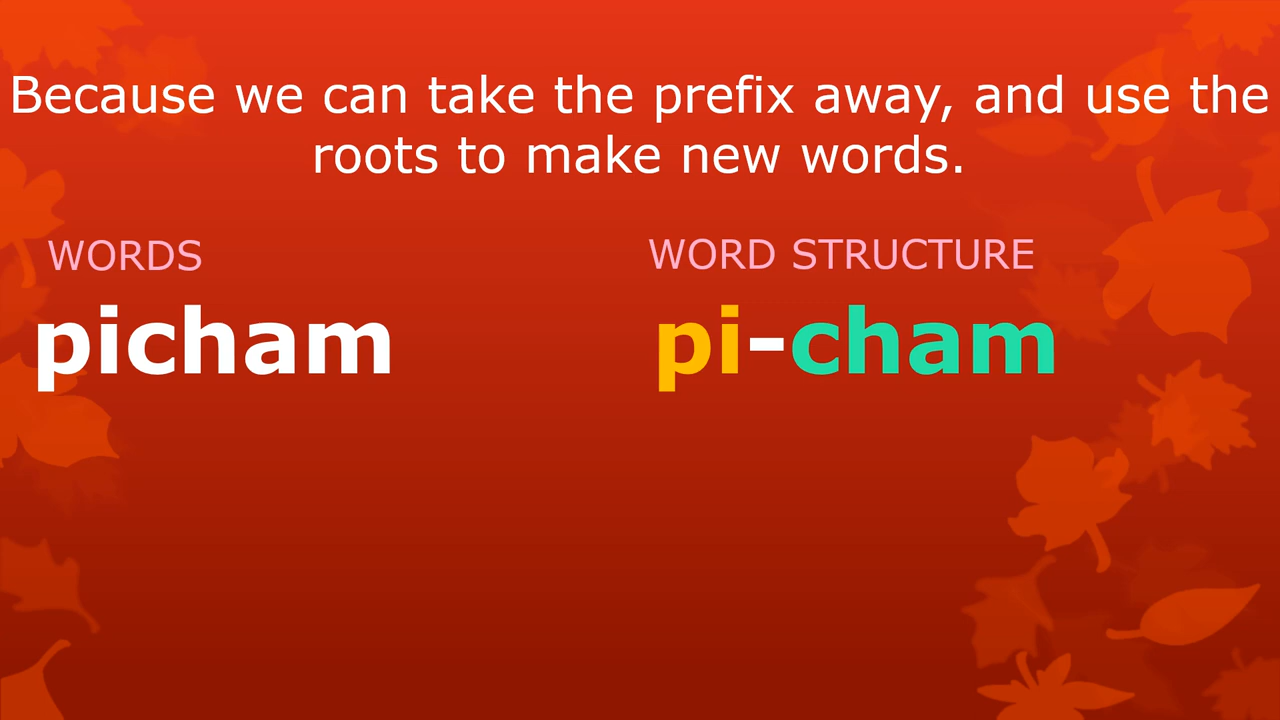 Because we can take the prefix away, and use the
roots to make new words.
WORDS
WORD STRUCTURE
picham
pi-cham